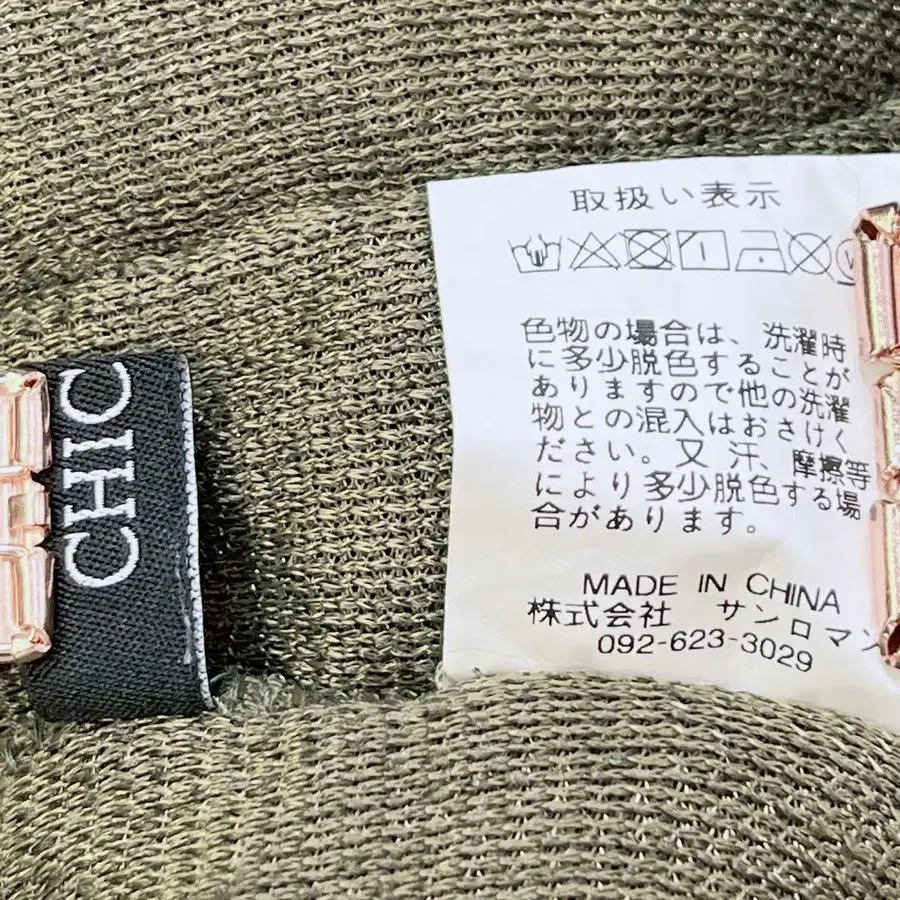 CHIC
取扱い表示
色物の場合は、洗濯時
に多少脱色することが
ありますので他の洗濯
物との混入はおさけく
ださい。又 汗、摩擦等
により多少脱色する場
合があります。
MADE IN CHINA
株式会社 サンロマン
092-623-3029